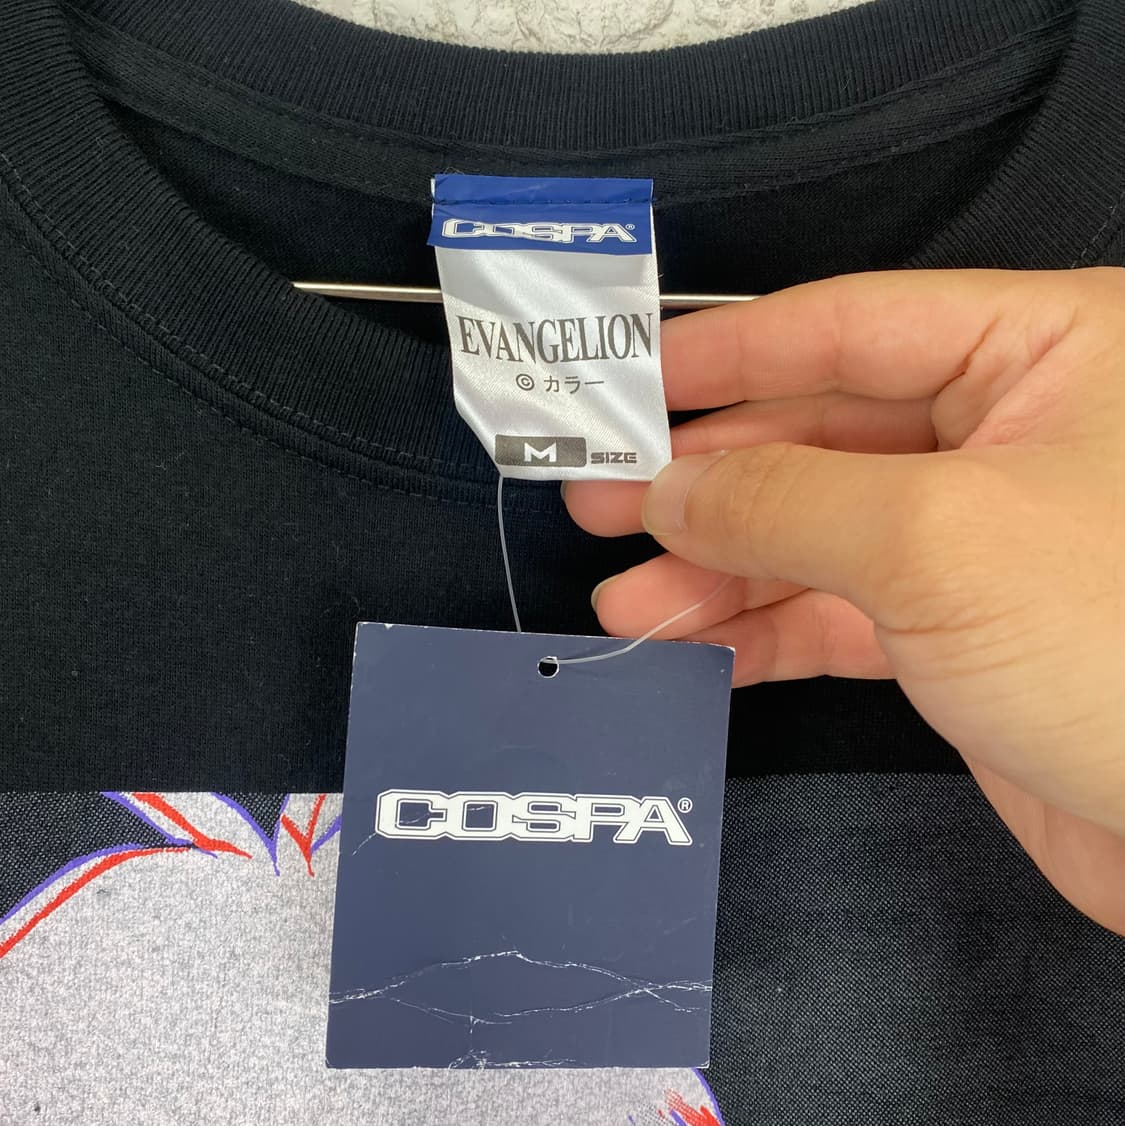 COSPA®
EVANGELION
© カラー
M SIZE
COSPA®